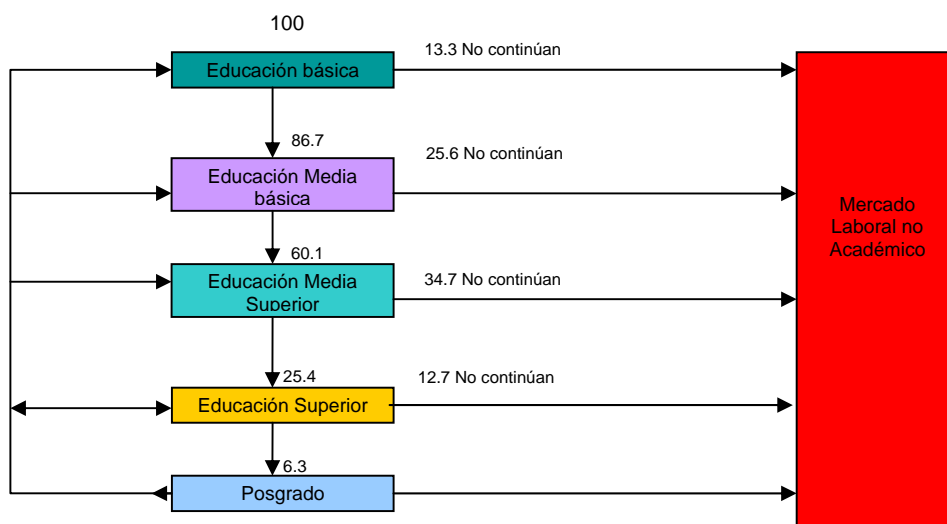 100
13.3 No continúan
Educación básica
86.7
25.6 No continúan
Educación Media
básica
Mercado
Laboral no
Académico
60.1
34.7 No continúan
Educación Media
Superior
25.4
12.7 No continúan
Educación Superior
6.3
Posgrado